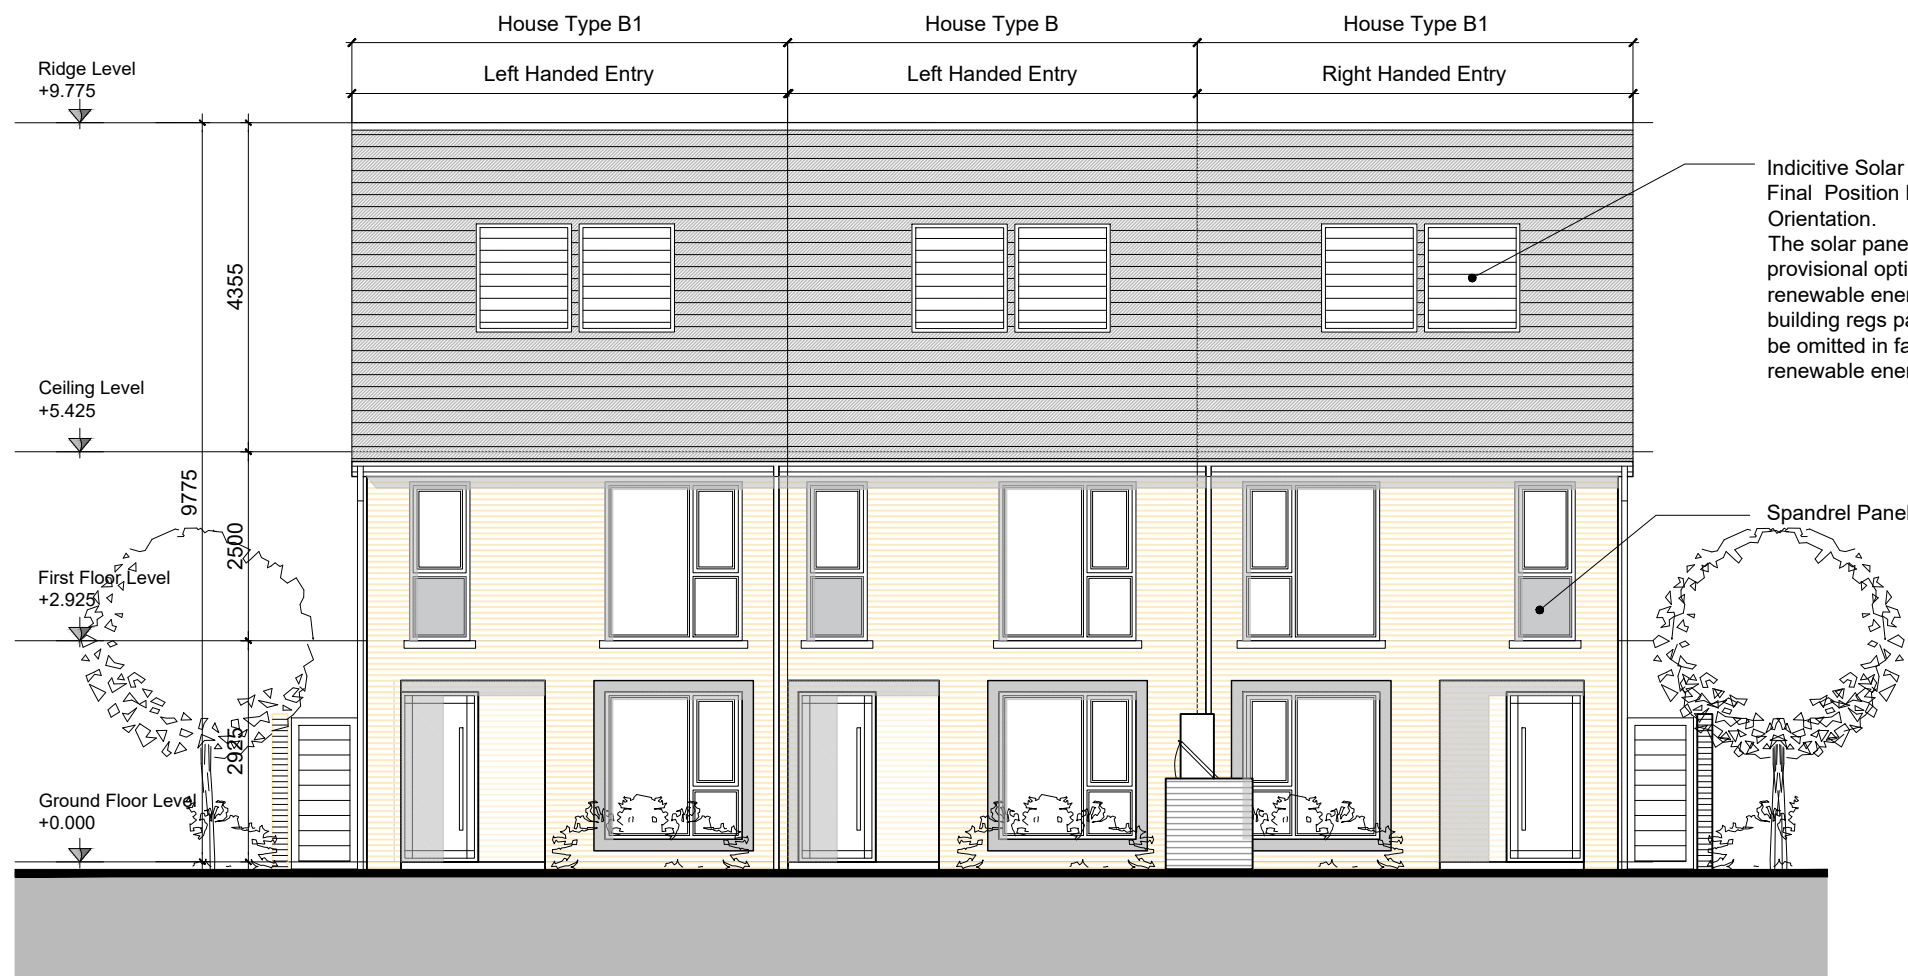 House Type B1
House Type B
House Type B1
Left Handed Entry
Left Handed Entry
Right Handed Entry
Ridge Level
+9.775
Indicitive Solar
Final Position
Orientation.
The solar pane
provisional opti
renewable ener
building regs pa
be omitted in fa
renewable ener
4355
Ceiling Level
+5.425
9775
2500
Spandrel Panel
First Floor Level
+2.925
2925
Ground Floor Level
+0.000